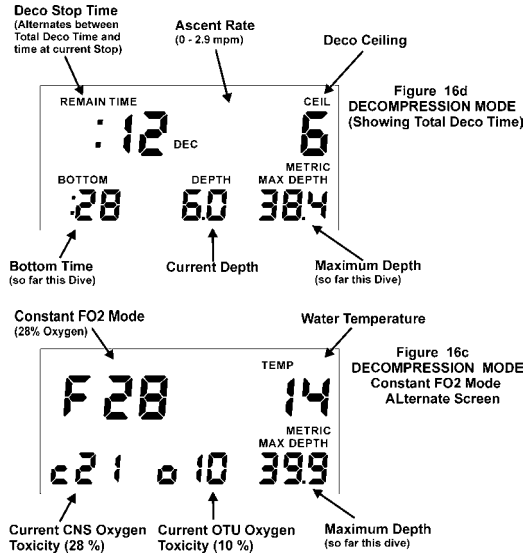 Deco Stop Time
(Alternates between
Total Deco Time and
time at current Stop)
Ascent Rate
(0 - 2.9 mpm)
Deco Ceiling
Figure 16d
DECOMPRESSION MODE
(Showing Total Deco Time)
REMAIN TIME
:12 DEC
CEIL
6
BOTTOM
:28
DEPTH
6.0
METRIC
MAX DEPTH
38.4
Bottom Time
(so far this Dive)
Current Depth
Maximum Depth
(so far this Dive)
Constant FO2 Mode
(28% Oxygen)
Water Temperature
Figure 16c
DECOMPRESSION MODE
Constant FO2 Mode
ALternate Screen
F28
TEMP
14
c21
o10
METRIC
MAX DEPTH
39.9
Current CNS Oxygen
Toxicity (28 %)
Current OTU Oxygen
Toxicity (10 %)
Maximum Depth
(so far this dive)